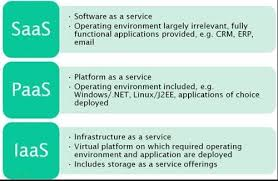 SaaS
• Software as a service
• Operating environment largely irrelevant, fully
functional applications provided, e.g. CRM, ERP,
email
PaaS
• Platform as a service
• Operating environment included, e.g.
Windows/.NET, Linux/J2EE, applications of choice
deployed
IaaS
• Infrastructure as a service
• Virtual platform on which required operating
environment and application are deployed
• Includes storage as a service offerings